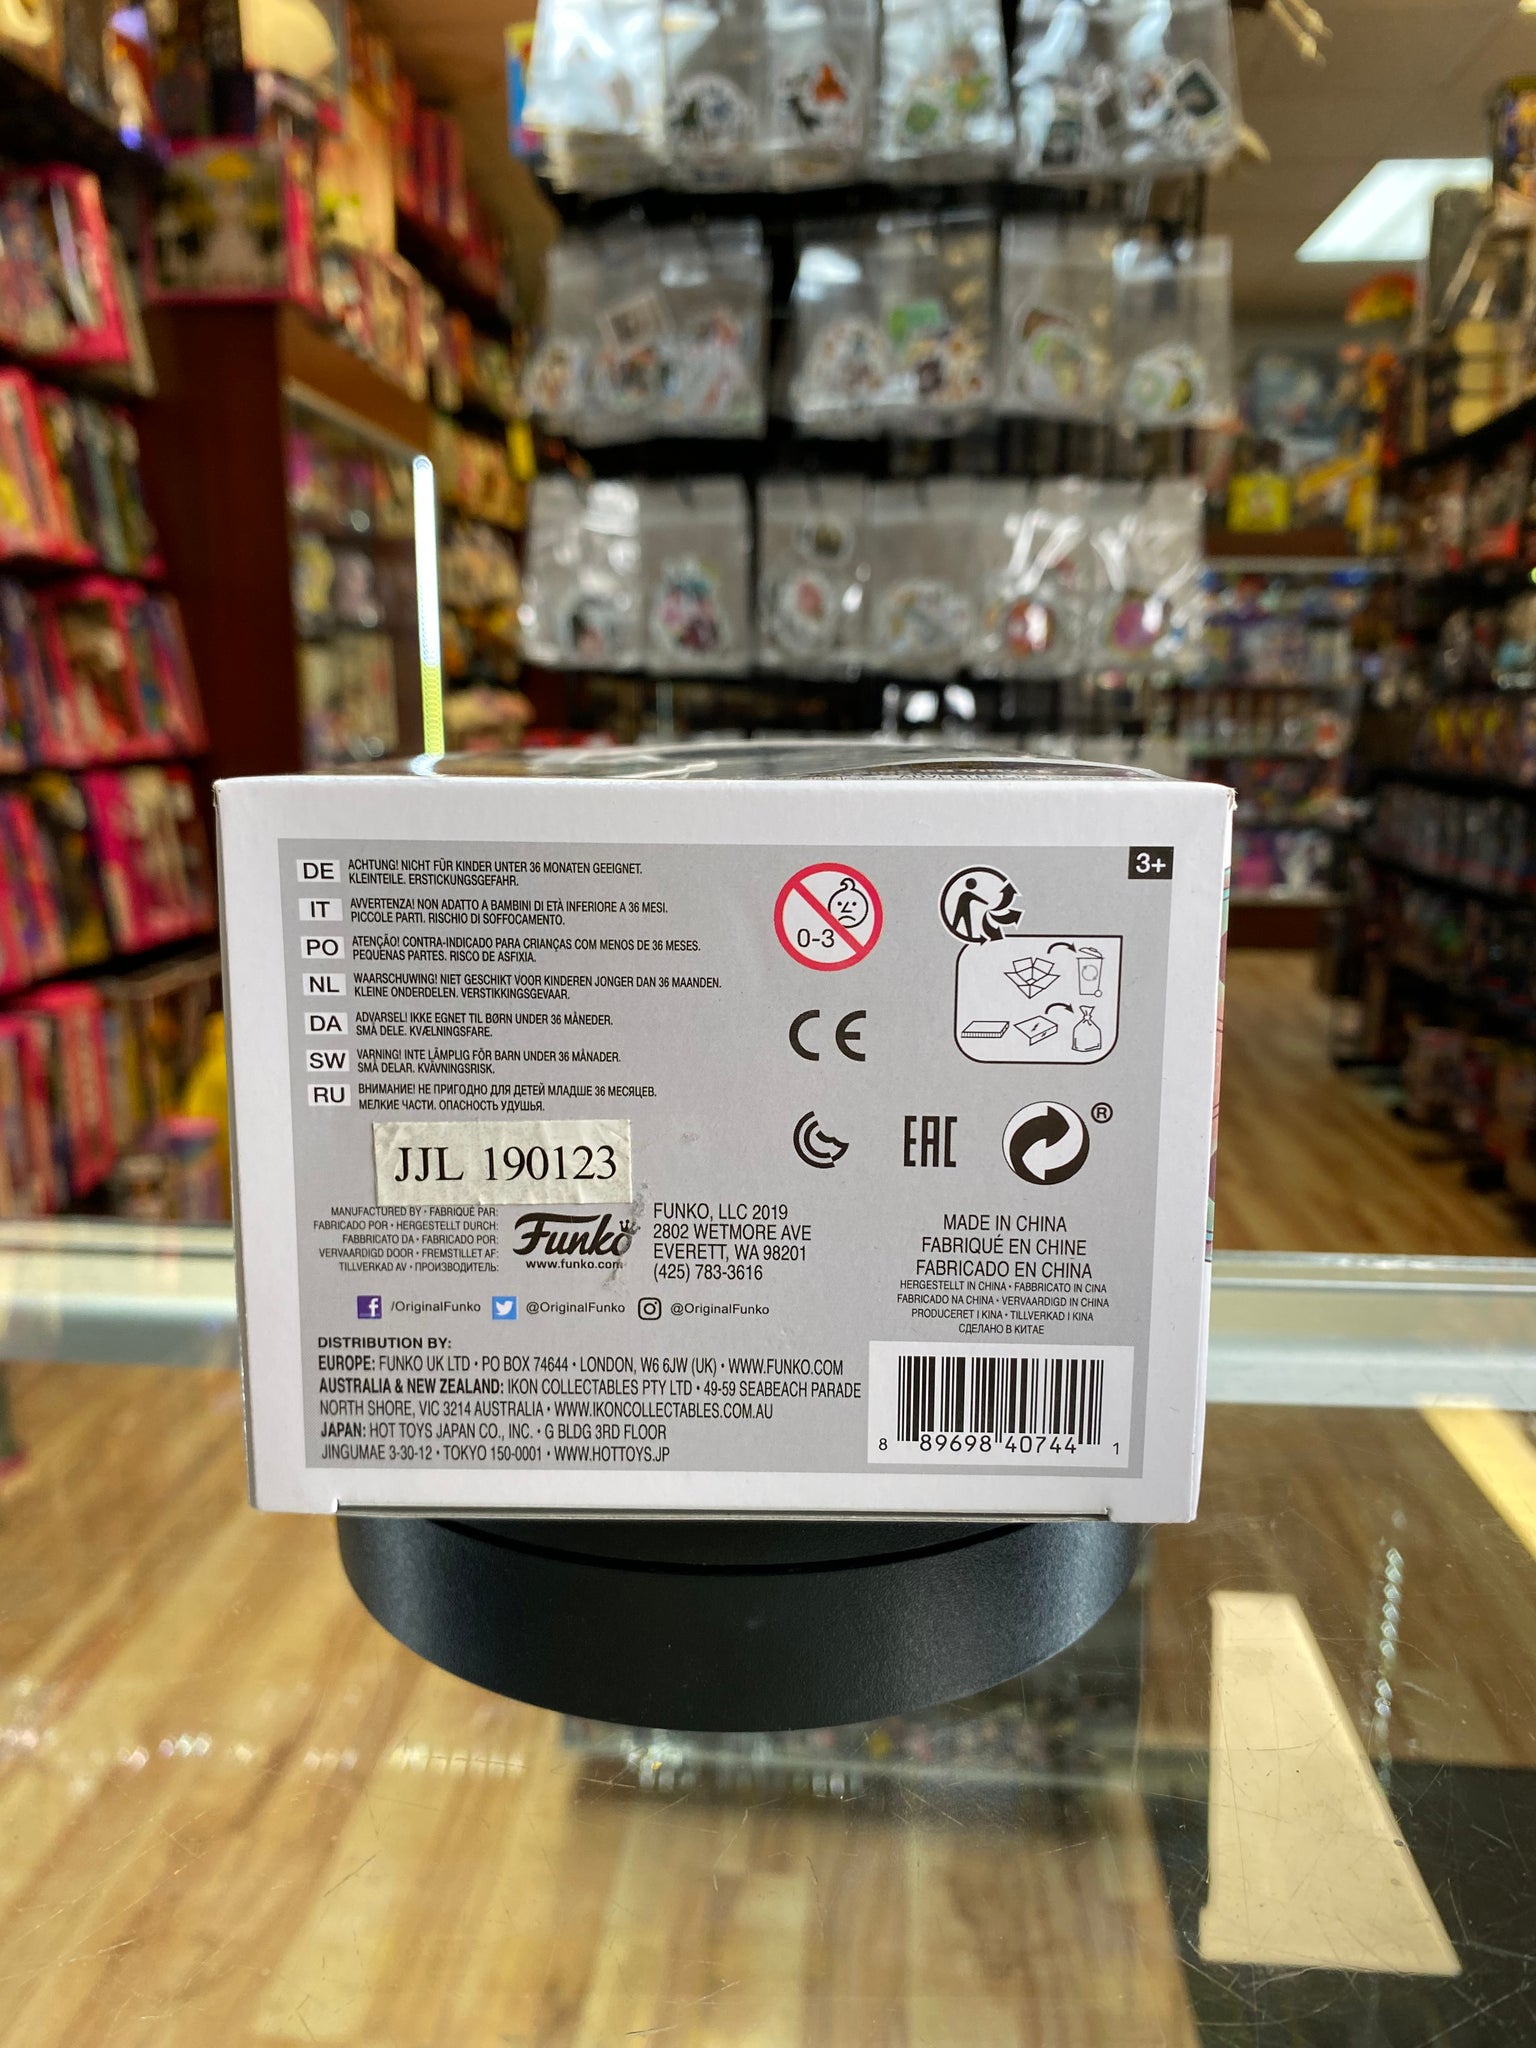 3+
DE ACHTUNG! NICHT FÜR KINDER UNTER 36 MONATEN GEEIGNET.
KLEINTEILE. ERSTICKUNGSGEFAHR.
IT AVVERTENZA! NON ADATTO A BAMBINI DI ETÀ INFERIORE A 36 MESI.
PICCOLE PARTI. RISCHIO DI SOFFOCAMENTO.
PO ATENÇÃO! CONTRA-INDICADO PARA CRIANÇAS COM MENOS DE 36 MESES.
PEQUENAS PARTES. RISCO DE ASFIXIA.
NL WAARSCHUWING! NIET GESCHIKT VOOR KINDEREN JONGER DAN 36 MAANDEN.
KLEINE ONDERDELEN. VERSTIKKINGSGEVAAR.
DA ADVARSEL! IKKE EGNET TIL BØRN UNDER 36 MÅNEDER.
SMÅ DELE. KVÆLNINGSFARE.
SW VARNING! INTE LÄMPLIG FÖR BARN UNDER 36 MÅNADER.
SMÅ DELAR. KVÄVNINGSRISK.
RU ВНИМАНИЕ! НЕ ПРИГОДНО ДЛЯ ДЕТЕЙ МЛАДШЕ 36 МЕСЯЦЕВ.
МЕЛКИЕ ЧАСТИ. ОПАСНОСТЬ УДУШЬЯ.
0-3
CE
EAC
®
JJL 190123
MANUFACTURED BY • FABRIQUÉ PAR:
FABRICADO POR • HERGESTELLT DURCH:
FABBRICATO DA • FABRICADO POR:
VERVAARDIGD DOOR • FREMSTILLET AF:
TILLVERKAD AV • ПРОИЗВОДИТЕЛЬ:
Funko
www.funko.com
FUNKO, LLC 2019
2802 WETMORE AVE
EVERETT, WA 98201
(425) 783-3616
MADE IN CHINA
FABRIQUÉ EN CHINE
FABRICADO EN CHINA
HERGESTELLT IN CHINA • FABBRICATO IN CINA
FABRICADO NA CHINA • VERVAARDIGD IN CHINA
PRODUCERET I KINA • TILLVERKAD I KINA
СДЕЛАНО В КИТАЕ
f /OriginalFunko @OriginalFunko @OriginalFunko
DISTRIBUTION BY:
EUROPE: FUNKO UK LTD • PO BOX 74644 • LONDON, W6 6JW (UK) • WWW.FUNKO.COM
AUSTRALIA & NEW ZEALAND: IKON COLLECTABLES PTY LTD • 49-59 SEABEACH PARADE
NORTH SHORE, VIC 3214 AUSTRALIA • WWW.IKONCOLLECTABLES.COM.AU
JAPAN: HOT TOYS JAPAN CO., INC. • G BLDG 3RD FLOOR
JINGUMAE 3-30-12 • TOKYO 150-0001 • WWW.HOTTOYS.JP
8 89698 40744 1